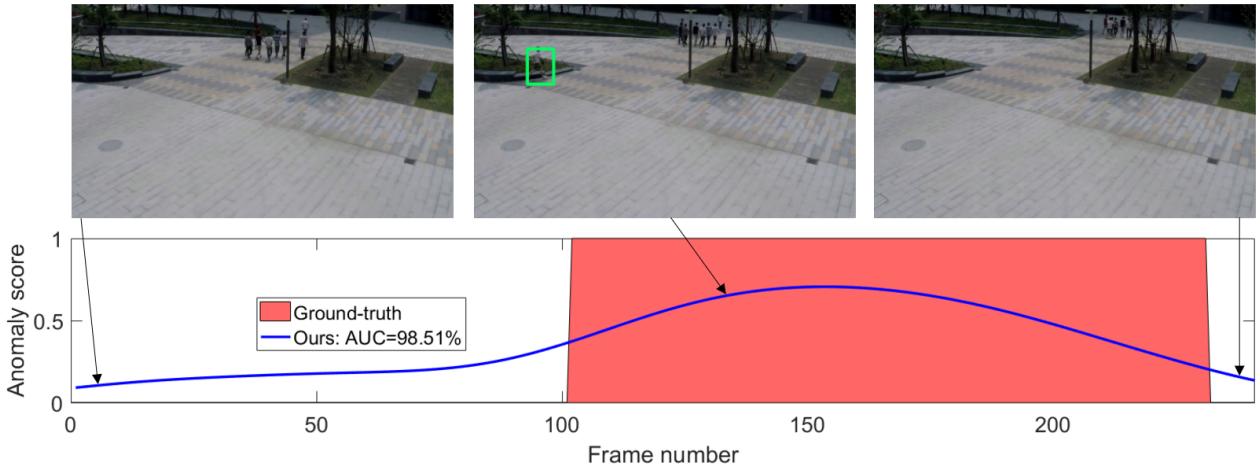 1
0.5
0
Anomaly score
Ground-truth
Ours: AUC=98.51%
0 50 100 150 200
Frame number